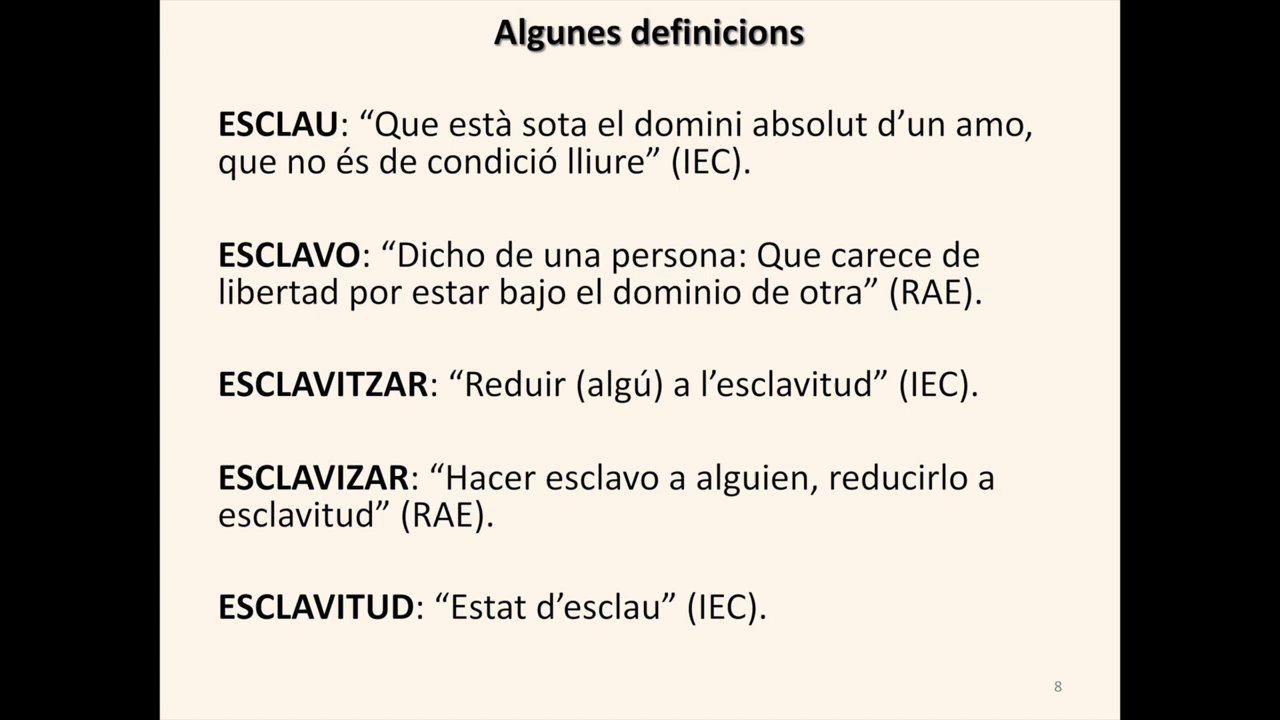 Algunes definicions
ESCLAU: “Que està sota el domini absolut d’un amo,
que no és de condició lliure” (IEC).
ESCLAVO: “Dicho de una persona: Que carece de
libertad por estar bajo el dominio de otra” (RAE).
ESCLAVITZAR: “Reduir (algú) a l’esclavitud” (IEC).
ESCLAVIZAR: “Hacer esclavo a alguien, reducirlo a
esclavitud” (RAE).
ESCLAVITUD: “Estat d’esclau” (IEC).
8